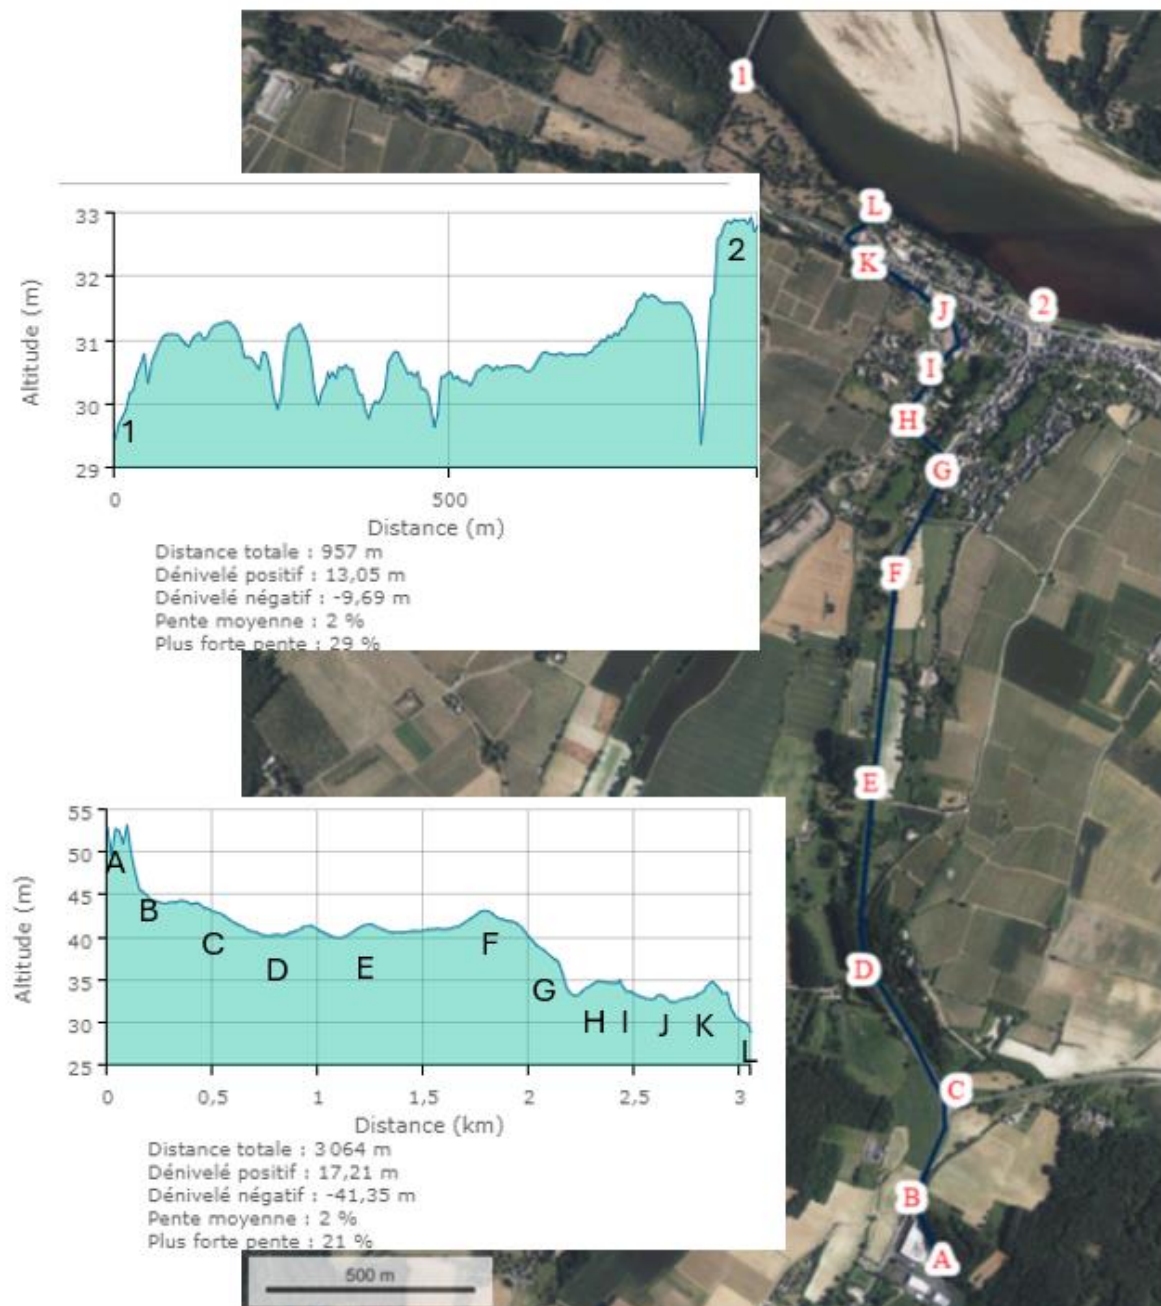 1
L
K
J
2
I
H
G
F
E
D
C
B
A
33
32
31
30
29
Altitude (m)
1
2
0
500
Distance (m)
Distance totale : 957 m
Dénivelé positif : 13,05 m
Dénivelé négatif : -9,69 m
Pente moyenne : 2 %
Plus forte pente : 29 %
55
50
45
40
35
30
25
Altitude (m)
A
B
C
D
E
F
G
H
I
J
K
L
0
0,5
1
1,5
2
2,5
3
Distance (km)
Distance totale : 3 064 m
Dénivelé positif : 17,21 m
Dénivelé négatif : -41,35 m
Pente moyenne : 2 %
Plus forte pente : 21 %
500 m